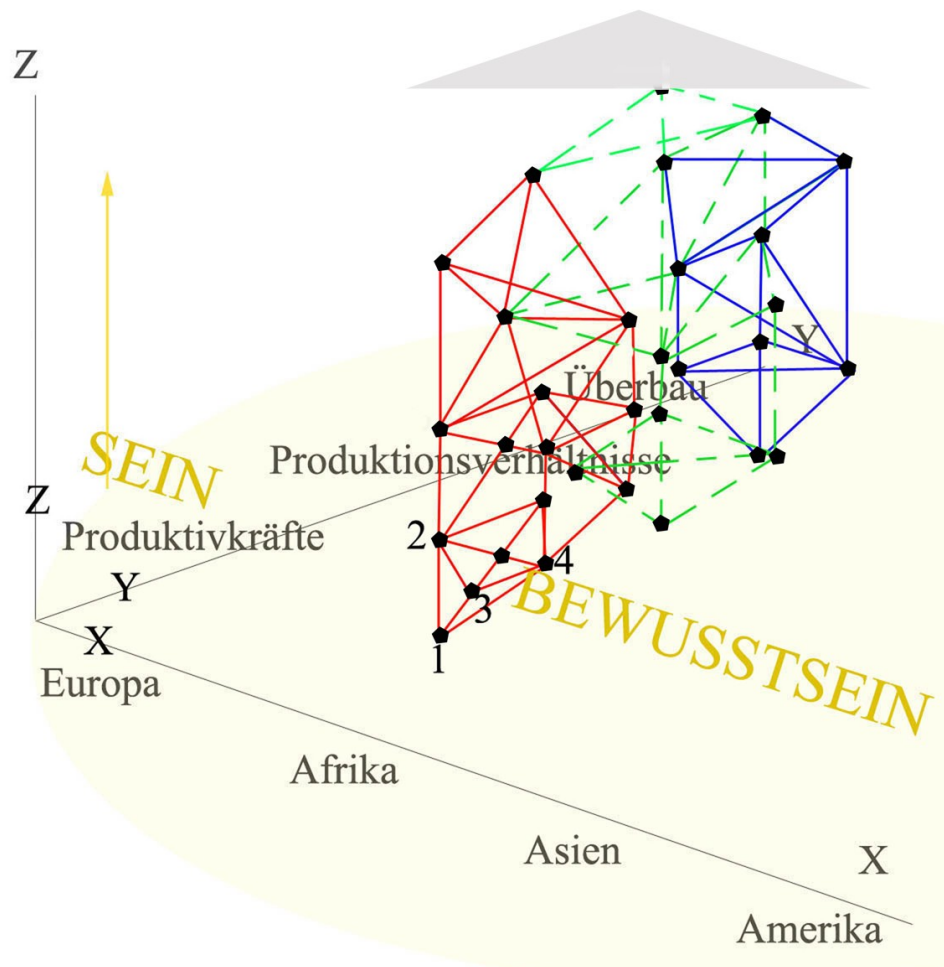 Z
Y
Überbau
SEIN
Produktionsverhältnisse
Z
Produktivkräfte
2
4
Y
3
BEWUSSTSEIN
X
1
Europa
Afrika
Asien
X
Amerika